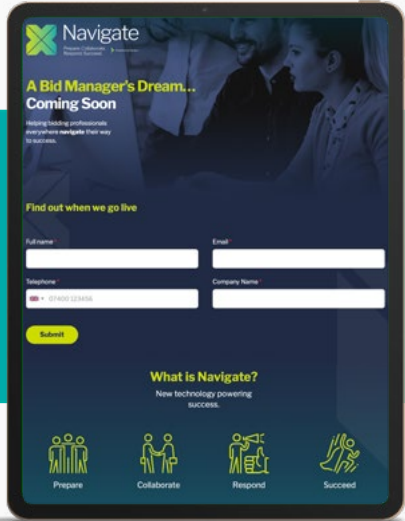 Navigate
Prepare Collaborate
Respond Succeed
A Bid Manager's Dream...
Coming Soon
Helping bidding professionals
everywhere navigate their way
to success.
Find out when we go live
Full name *
Email *
Telephone *
Company Name *
07400 123456
Submit
What is Navigate?
New technology powering
success.
Prepare
Collaborate
Respond
Succeed